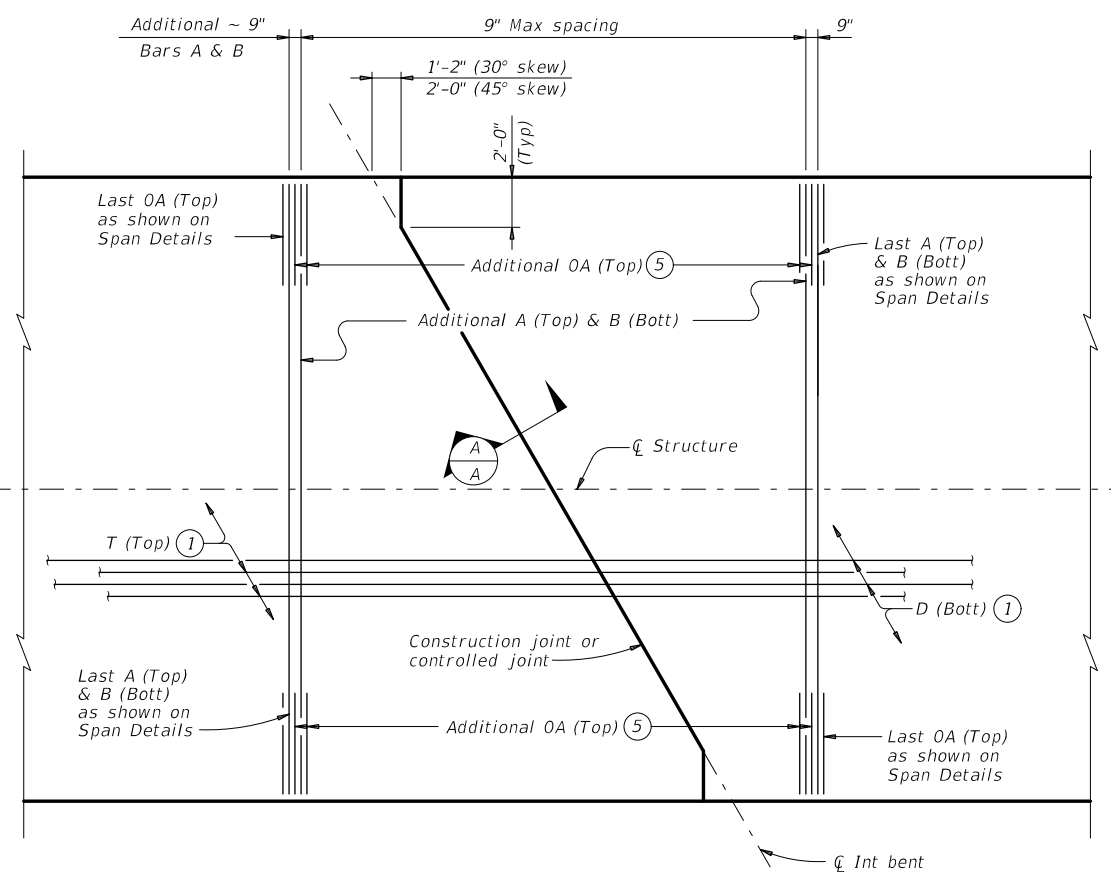 Additional ~ 9"
Bars A & B
9" Max spacing
9"
1'-2" (30° skew)
2'-0" (45° skew)
2'-0"
(Typ)
Last OA (Top)
as shown on
Span Details
Additional OA (Top) 5
Last A (Top)
& B (Bott)
as shown on
Span Details
Additional A (Top) & B (Bott)
A
A
℄ Structure
T (Top) 1
D (Bott) 1
Construction joint or
controlled joint
Last A (Top)
& B (Bott)
as shown on
Span Details
Additional OA (Top) 5
Last OA (Top)
as shown on
Span Details
℄ Int bent